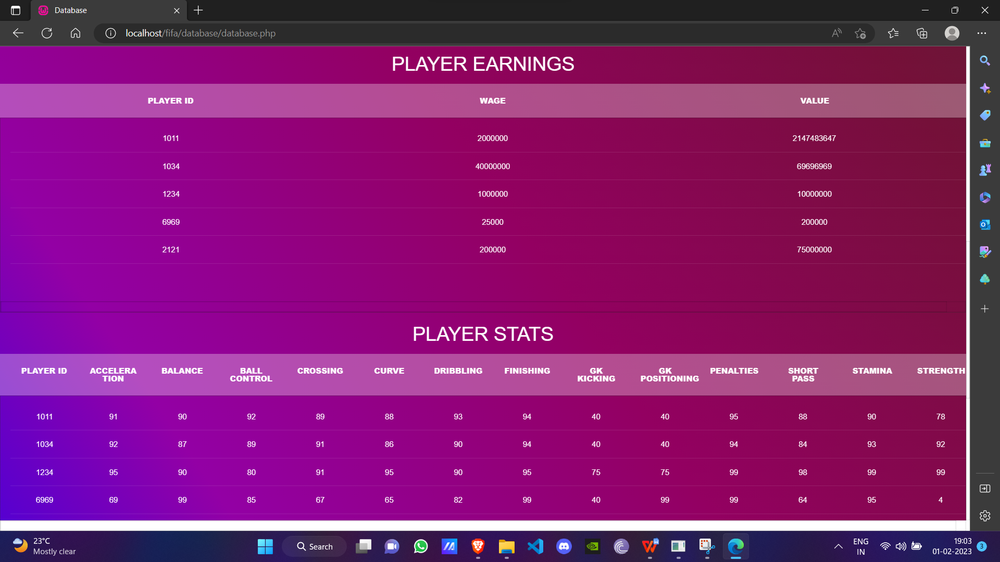 Database
localhost/fifa/database/database.php
PLAYER EARNINGS
PLAYER ID WAGE VALUE
1011 2000000 2147483647
1034 40000000 69696969
1234 1000000 10000000
6969 25000 200000
2121 200000 75000000
PLAYER STATS
PLAYER ID ACCELERA BALANCE BALL CROSSING CURVE DRIBBLING FINISHING GK GK PENALTIES SHORT STAMINA STRENGTH
TION CONTROL KICKING POSITIONING PASS
1011 91 90 92 89 88 93 94 40 40 95 88 90 78
1034 92 87 89 91 86 90 94 40 40 94 84 93 92
1234 95 90 80 91 95 90 95 75 75 99 98 99 99
6969 69 99 85 67 65 82 99 40 99 99 64 95 4
23°C
Mostly clear
Search
ENG
IN
19:03
01-02-2023
3